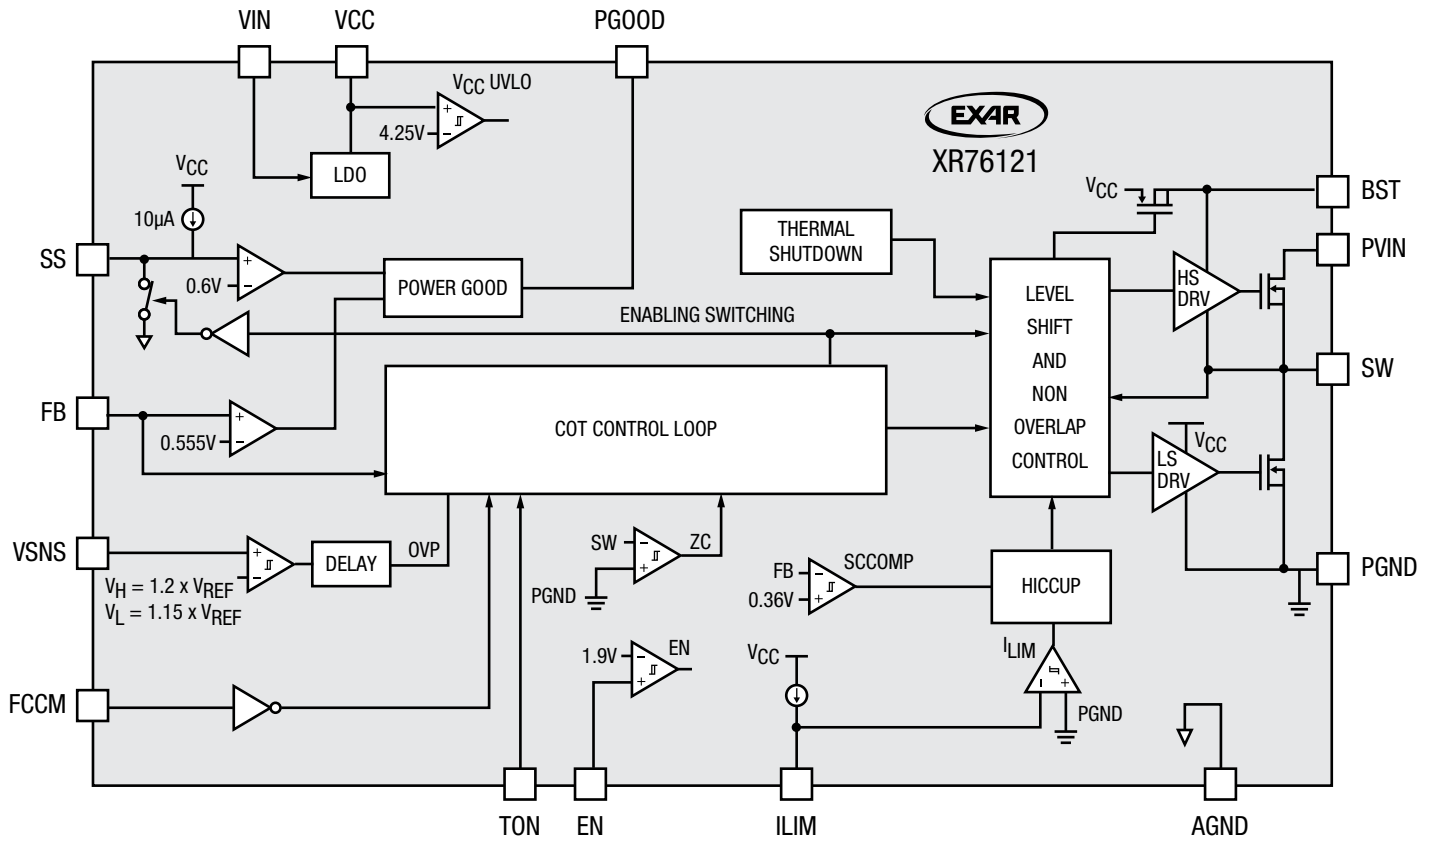 VIN
VCC
PGOOD
VCC UVLO
+
4.25V
−
LDO
EXAR
XR76121
VCC
10µA
SS
+
0.6V
−
POWER GOOD
THERMAL
SHUTDOWN
VCC
BST
PVIN
HS
DRV
ENABLING SWITCHING
LEVEL
SHIFT
AND
NON
OVERLAP
CONTROL
SW
FB
+
0.555V
−
COT CONTROL LOOP
VCC
LS
DRV
VSNS
+
−
VH = 1.2 x VREF
VL = 1.15 x VREF
DELAY
OVP
SW
−
+
ZC
PGND
FB
−
0.36V
+
SCCOMP
HICCUP
PGND
1.9V
−
+
EN
VCC
ILIM
−
+
PGND
FCCM
TON
EN
ILIM
AGND